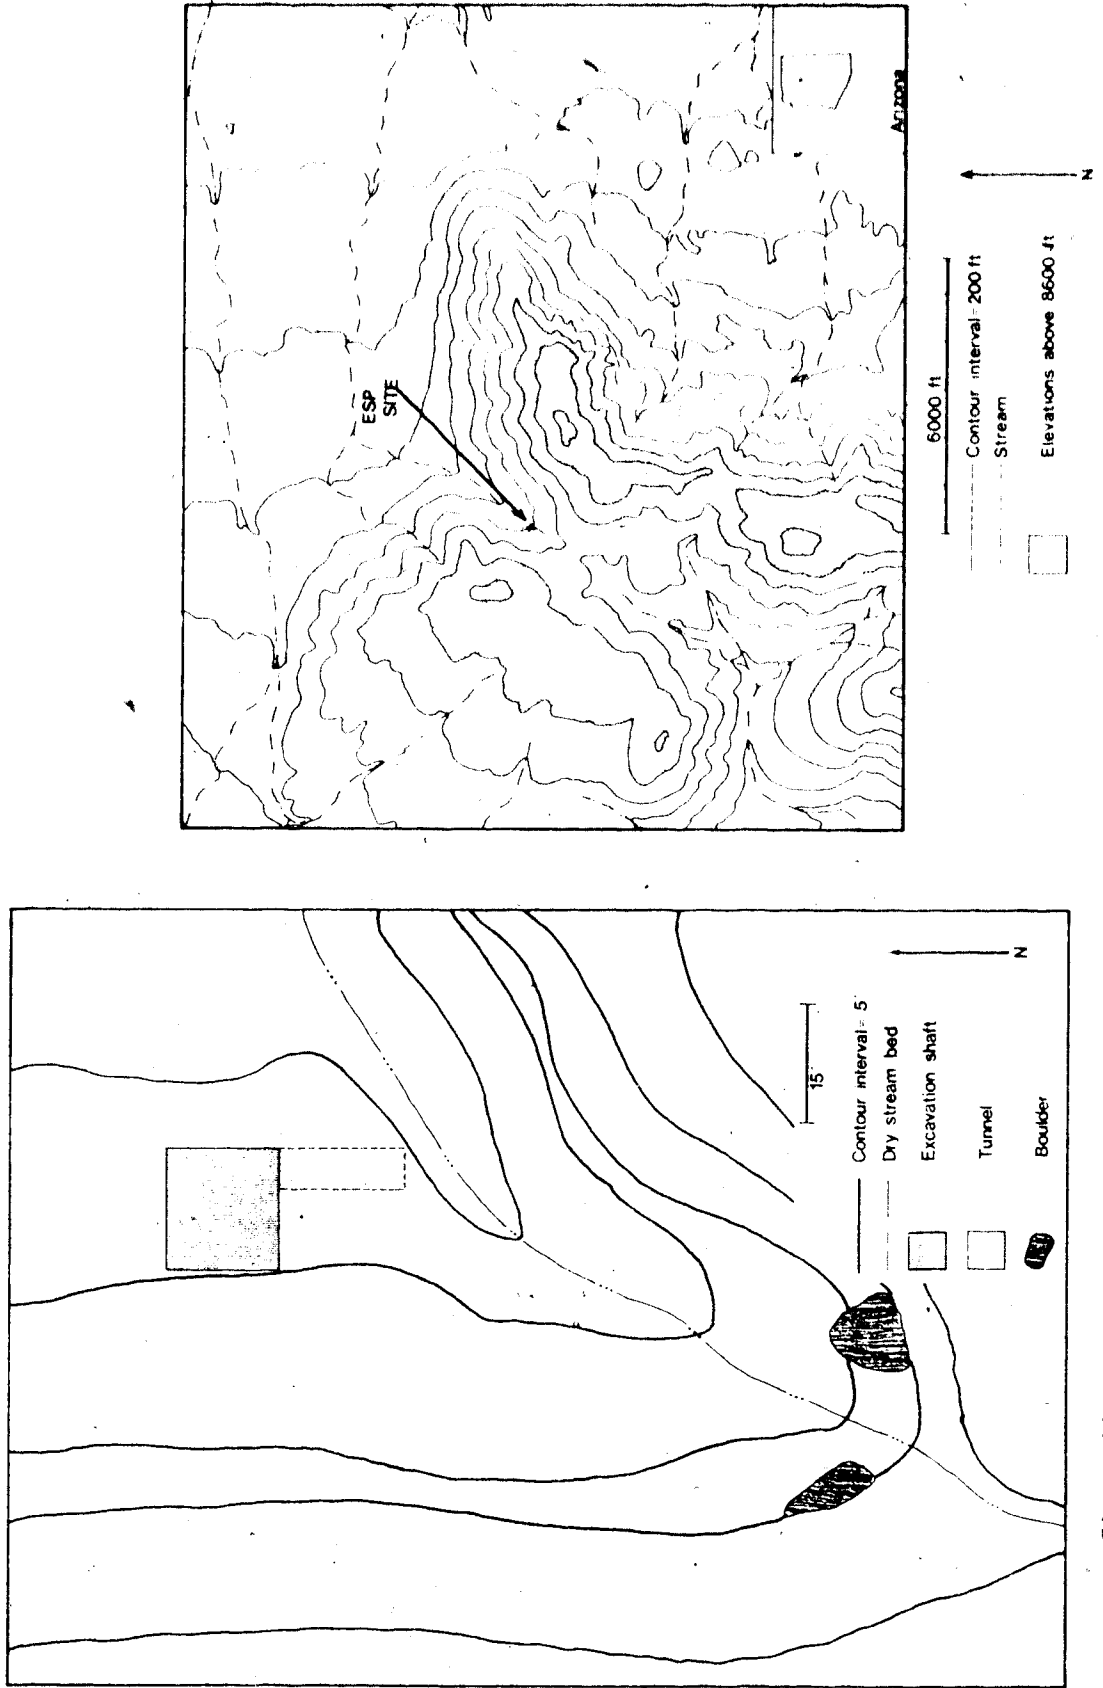 ESP
SITE
Arizona
N
6000 ft
Contour interval = 200 ft
Stream
Elevations above 8600 ft
15'
N
Contour interval = 5'
Dry stream bed
Excavation shaft
Tunnel
Boulder